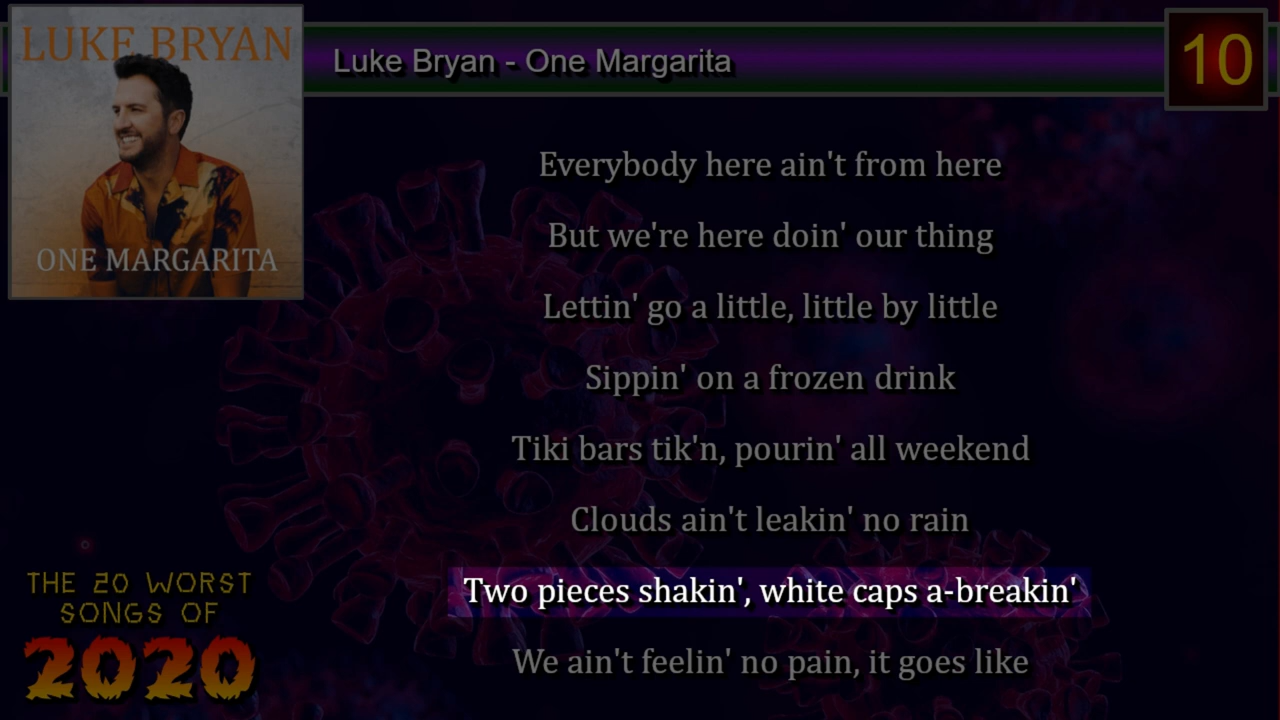 LUKE BRYAN
ONE MARGARITA
Luke Bryan - One Margarita
10
Everybody here ain't from here
But we're here doin' our thing
Lettin' go a little, little by little
Sippin' on a frozen drink
Tiki bars tik'n, pourin' all weekend
Clouds ain't leakin' no rain
Two pieces shakin', white caps a-breakin'
We ain't feelin' no pain, it goes like
THE 20 WORST
SONGS OF
2020